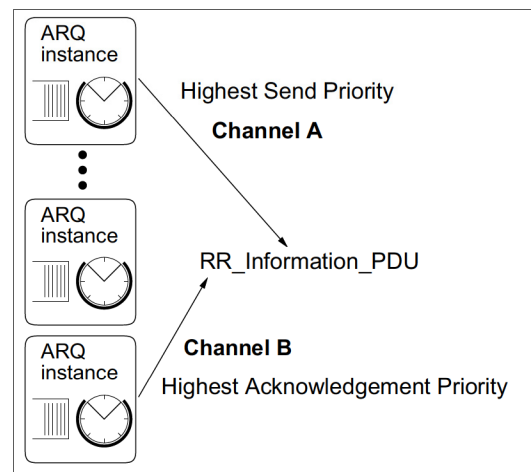 ARQ
instance
Highest Send Priority
Channel A
ARQ
instance
RR_Information_PDU
ARQ
instance
Channel B
Highest Acknowledgement Priority